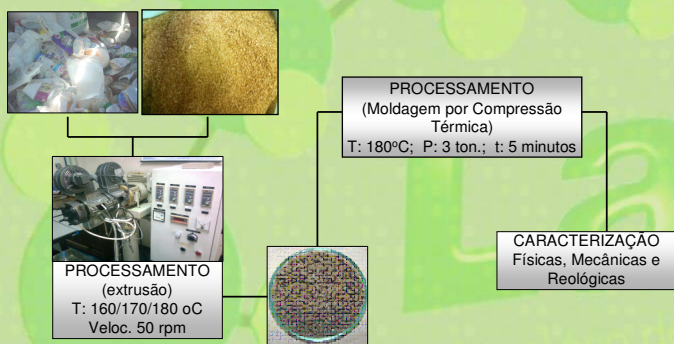 PROCESSAMENTO
(Moldagem por Compressão
Térmica)
T: 180ºC; P: 3 ton.; t: 5 minutos
PROCESSAMENTO
(extrusão)
T: 160/170/180 oC
Veloc. 50 rpm
CARACTERIZAÇÃO
Físicas, Mecânicas e
Reológicas
La